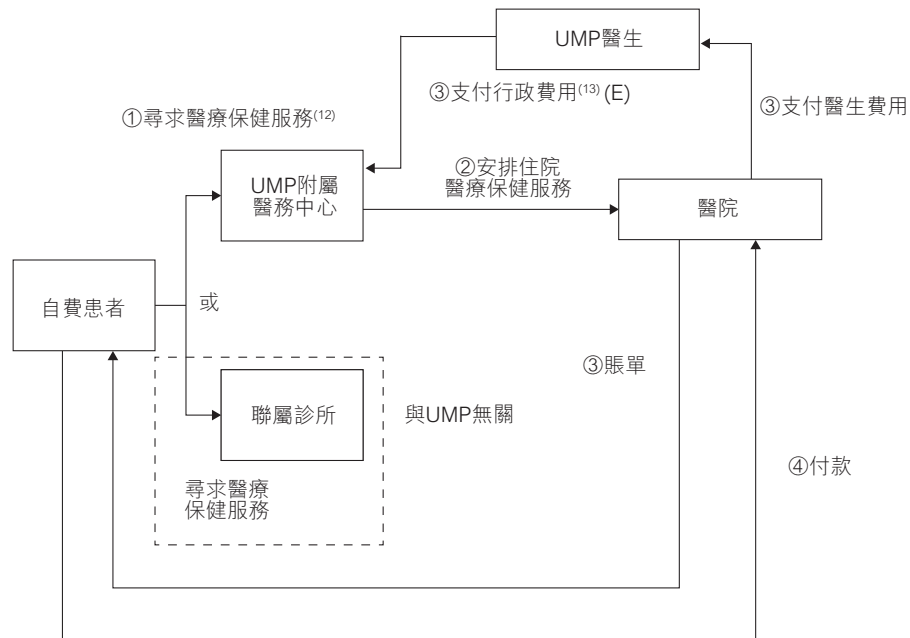 UMP醫生
③支付行政費用(13) (E)
③支付醫生費用
①尋求醫療保健服務(12)
UMP附屬
醫務中心
②安排住院
醫療保健服務
醫院
自費患者
或
③賬單
聯屬診所
與UMP無關
④付款
尋求醫療
保健服務